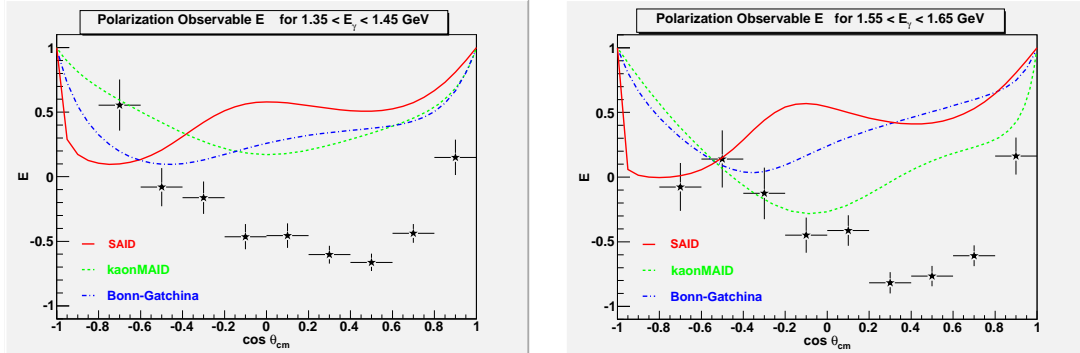 Polarization Observable E for 1.35 < Eγ < 1.45 GeV
E
1
0.5
0
-0.5
-1
SAID
kaonMAID
Bonn-Gatchina
-1 -0.8 -0.6 -0.4 -0.2 0 0.2 0.4 0.6 0.8 1
cos θcm
Polarization Observable E for 1.55 < Eγ < 1.65 GeV
E
1
0.5
0
-0.5
-1
SAID
kaonMAID
Bonn-Gatchina
-1 -0.8 -0.6 -0.4 -0.2 0 0.2 0.4 0.6 0.8 1
cos θcm